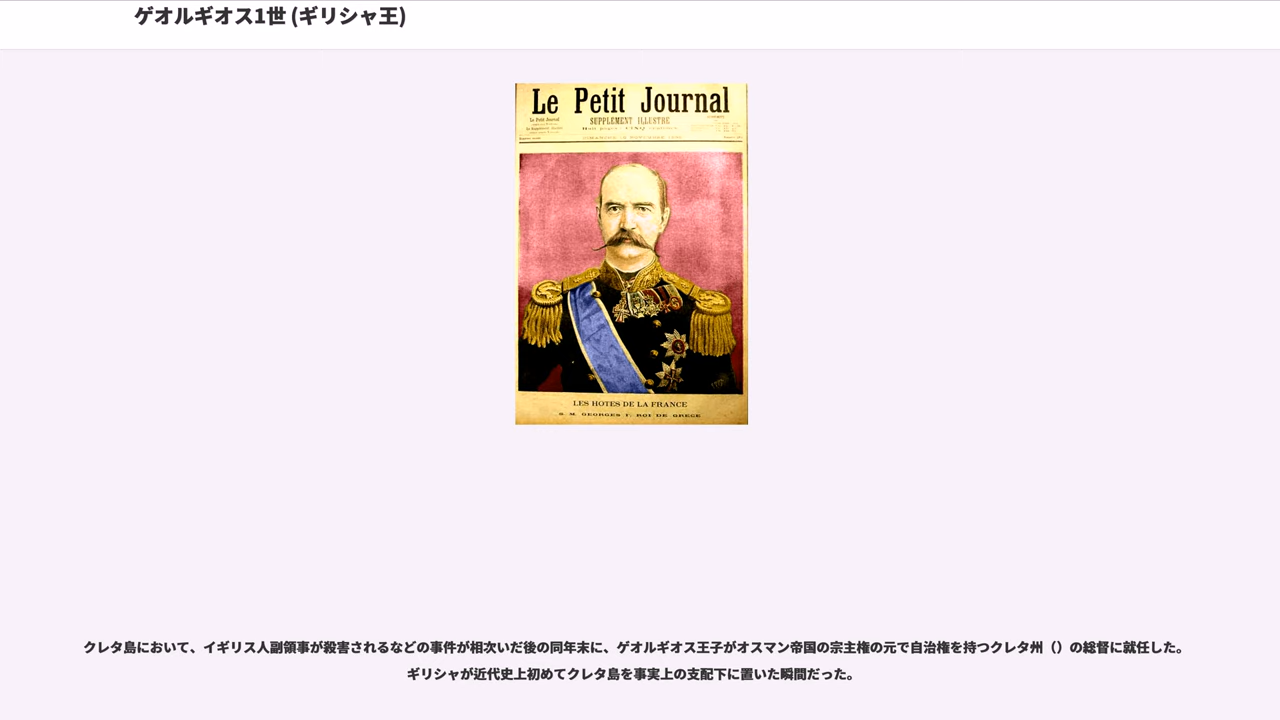 ゲオルギオス1世 (ギリシャ王)
Le Petit Journal
SUPPLÉMENT ILLUSTRÉ
LES HOTES DE LA FRANCE
S. M. GEORGES Iᵉʳ, ROI DE GRÈCE
クレタ島において、イギリス人副領事が殺害されるなどの事件が相次いだ後の同年末に、ゲオルギオス王子がオスマン帝国の宗主権の元で自治権を持つクレタ州（）の総督に就任した。
ギリシャが近代史上初めてクレタ島を事実上の支配下に置いた瞬間だった。